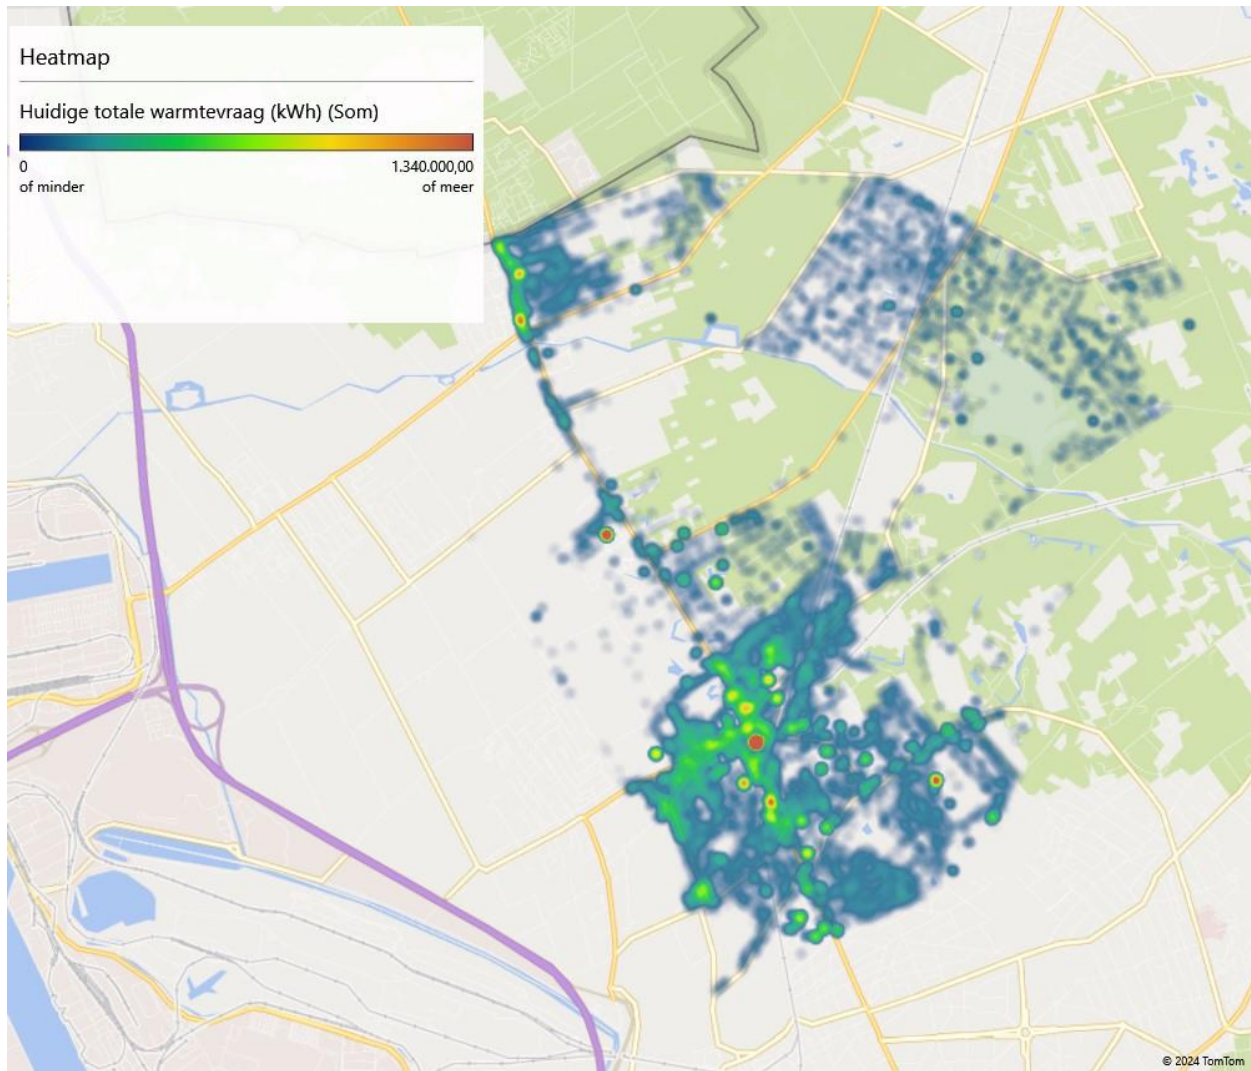 Heatmap
Huidige totale warmtevraag (kWh) (Som)
0
of minder
1.340.000,00
of meer
© 2024 TomTom